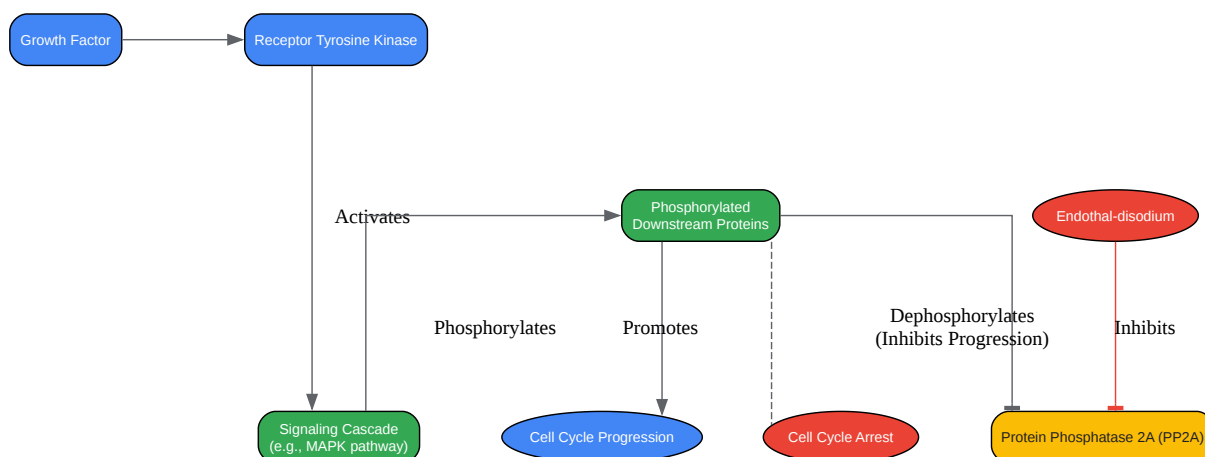 Growth Factor
Receptor Tyrosine Kinase
Activates
Phosphorylated
Downstream Proteins
Endothal-disodium
Phosphorylates
Promotes
Dephosphorylates
(Inhibits Progression)
Inhibits
Signaling Cascade
(e.g., MAPK pathway)
Cell Cycle Progression
Cell Cycle Arrest
Protein Phosphatase 2A (PP2A)